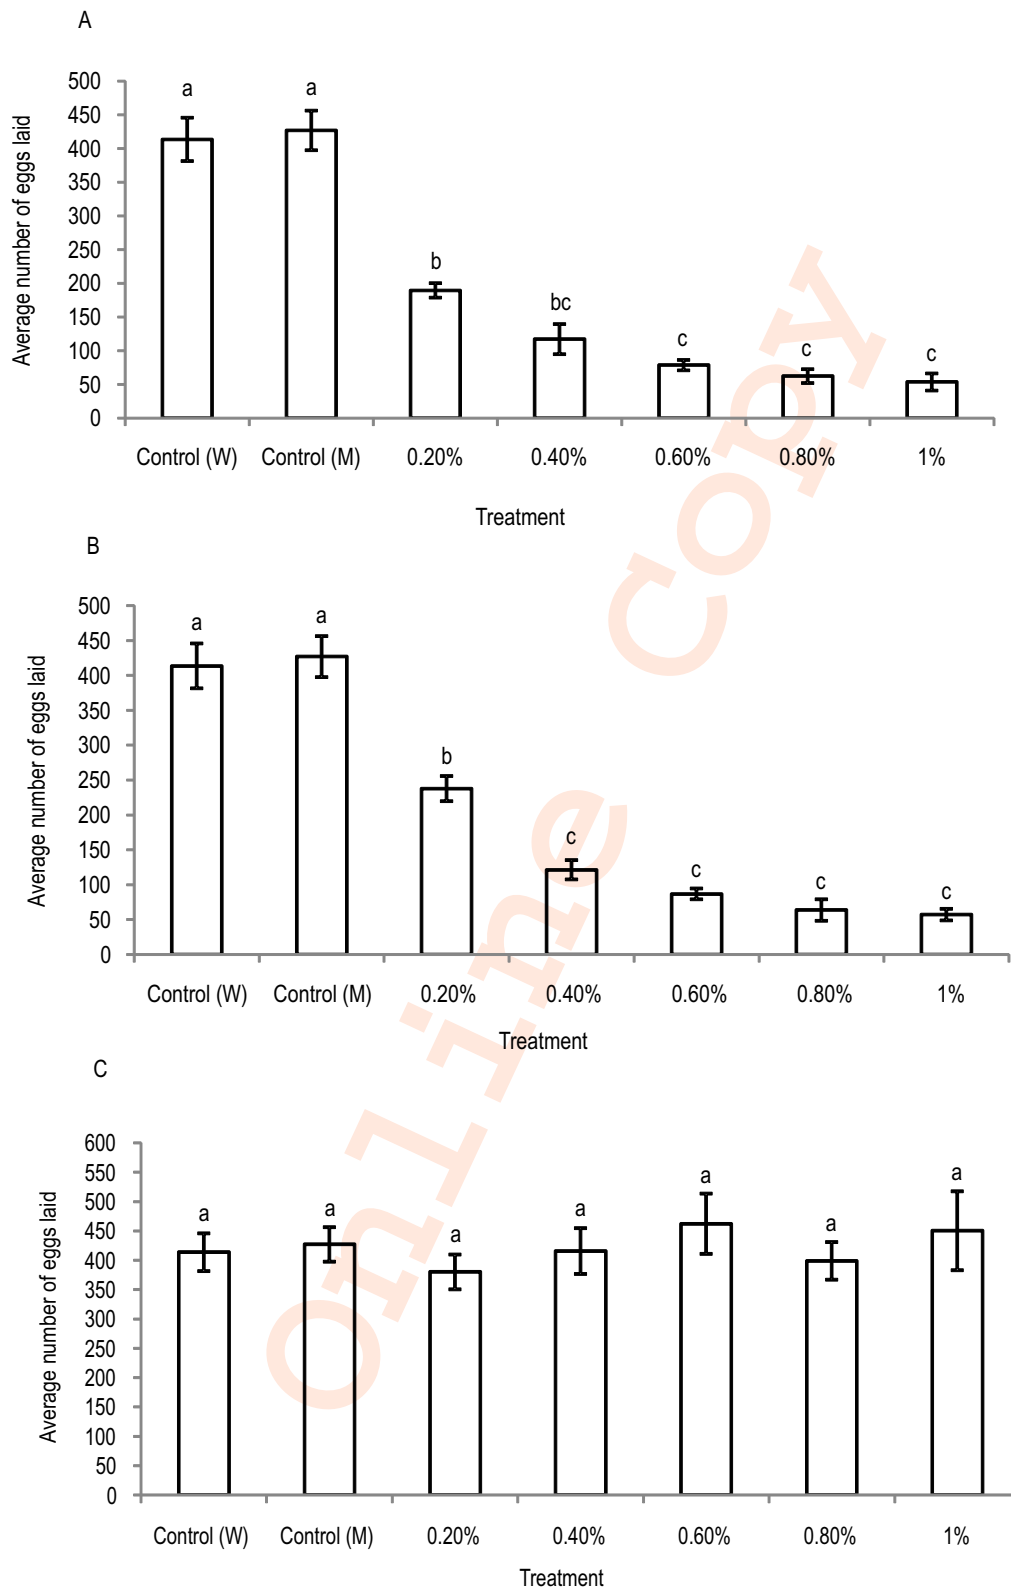 A
Average number of eggs laid
500
450
400
350
300
250
200
150
100
50
0
a
a
b
bc
c
c
c
Control (W) Control (M) 0.20% 0.40% 0.60% 0.80% 1%
Treatment
B
Average number of eggs laid
500
450
400
350
300
250
200
150
100
50
0
a
a
b
c
c
c
c
Control (W) Control (M) 0.20% 0.40% 0.60% 0.80% 1%
Treatment
C
Average number of eggs laid
600
550
500
450
400
350
300
250
200
150
100
50
0
a
a
a
a
a
a
a
Control (W) Control (M) 0.20% 0.40% 0.60% 0.80% 1%
Treatment
Online Copy